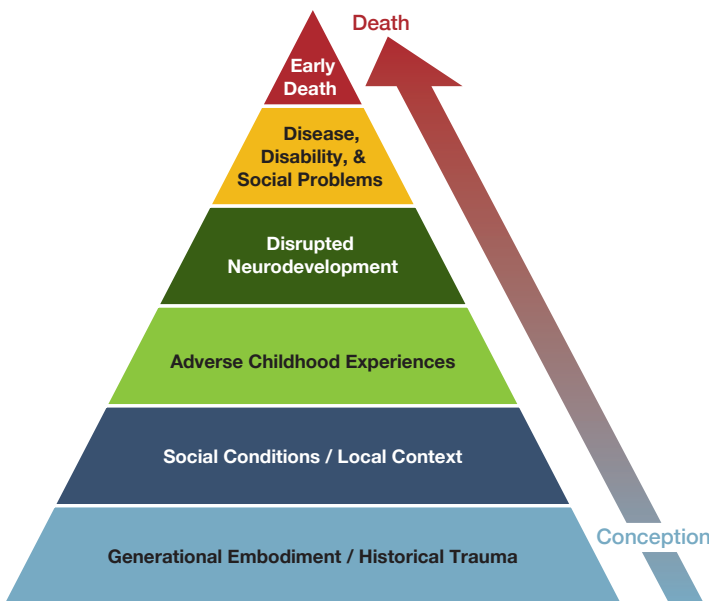 Death
Early
Death
Disease,
Disability, &
Social Problems
Disrupted
Neurodevelopment
Adverse Childhood Experiences
Social Conditions / Local Context
Conception
Generational Embodiment / Historical Trauma